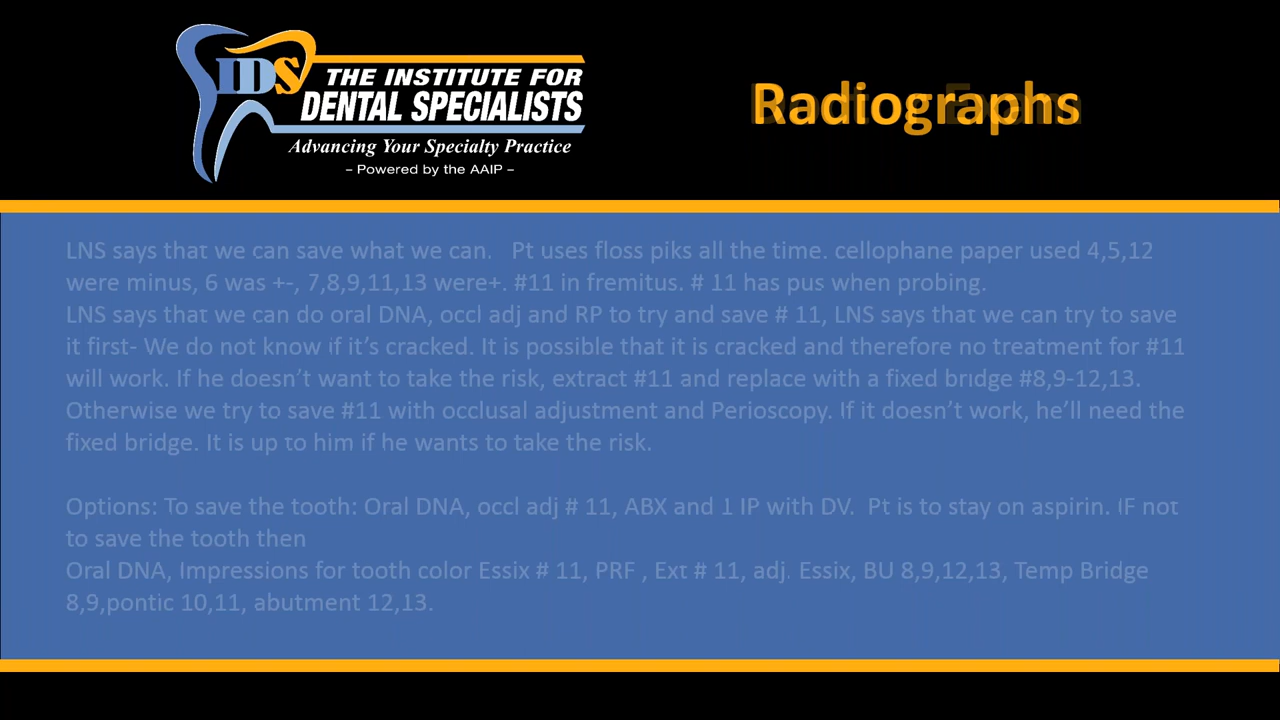 IDS
THE INSTITUTE FOR
DENTAL SPECIALISTS
Advancing Your Specialty Practice
– Powered by the AAIP –
Radiographs
LNS says that we can save what we can. Pt uses floss piks all the time. cellophane paper used 4,5,12
were minus, 6 was +-, 7,8,9,11,13 were+. #11 in fremitus. # 11 has pus when probing.
LNS says that we can do oral DNA, occl adj and RP to try and save # 11, LNS says that we can try to save
it first- We do not know if it's cracked. It is possible that it is cracked and therefore no treatment for #11
will work. If he doesn't want to take the risk, extract #11 and replace with a fixed bridge #8,9-12,13.
Otherwise we try to save #11 with occlusal adjustment and Perioscopy. If it doesn't work, he'll need the
fixed bridge. It is up to him if he wants to take the risk.
Options: To save the tooth: Oral DNA, occl adj # 11, ABX and 1 IP with DV. Pt is to stay on aspirin. IF not
to save the tooth then
Oral DNA, Impressions for tooth color Essix # 11, PRF , Ext # 11, adj. Essix, BU 8,9,12,13, Temp Bridge
8,9,pontic 10,11, abutment 12,13.